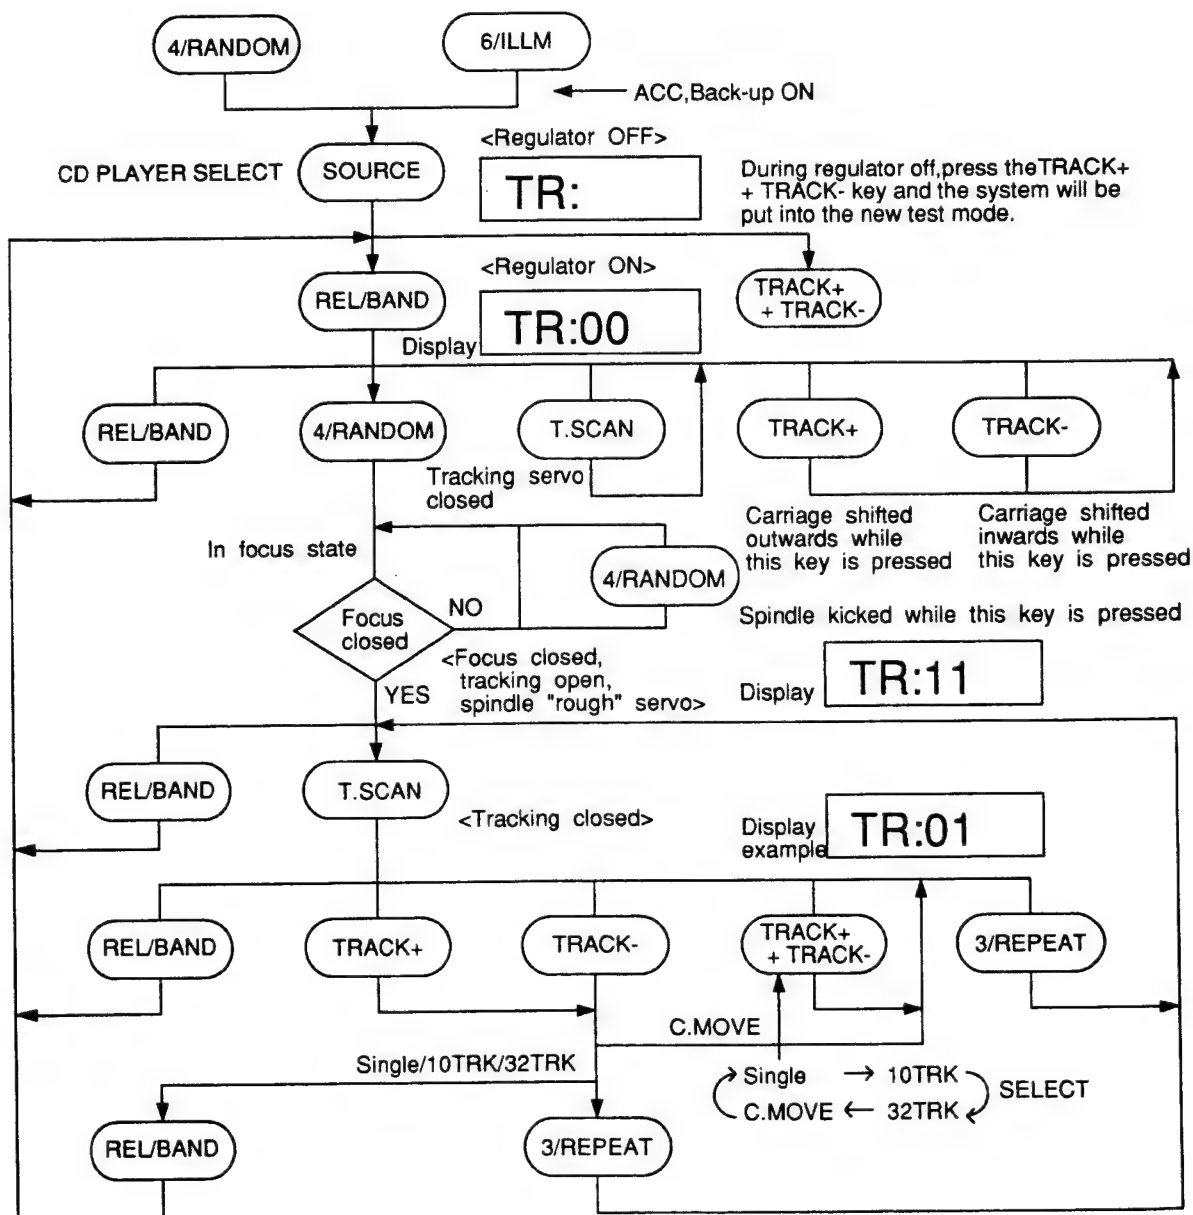 4/RANDOM
6/ILLM
ACC,Back-up ON
<Regulator OFF>
CD PLAYER SELECT
SOURCE
TR:
During regulator off,press theTRACK+
+ TRACK- key and the system will be
put into the new test mode.
<Regulator ON>
REL/BAND
TR:00
Display
TRACK+
+ TRACK-
REL/BAND
4/RANDOM
T.SCAN
TRACK+
TRACK-
Tracking servo
closed
Carriage shifted
outwards while
this key is pressed
Carriage shifted
inwards while
this key is pressed
In focus state
4/RANDOM
Focus
closed
NO
Spindle kicked while this key is pressed
<Focus closed,
tracking open,
spindle "rough" servo>
YES
Display
TR:11
REL/BAND
T.SCAN
<Tracking closed>
Display
example
TR:01
REL/BAND
TRACK+
TRACK-
TRACK+
+ TRACK-
3/REPEAT
C.MOVE
Single/10TRK/32TRK
Single → 10TRK
C.MOVE ← 32TRK
SELECT
REL/BAND
3/REPEAT